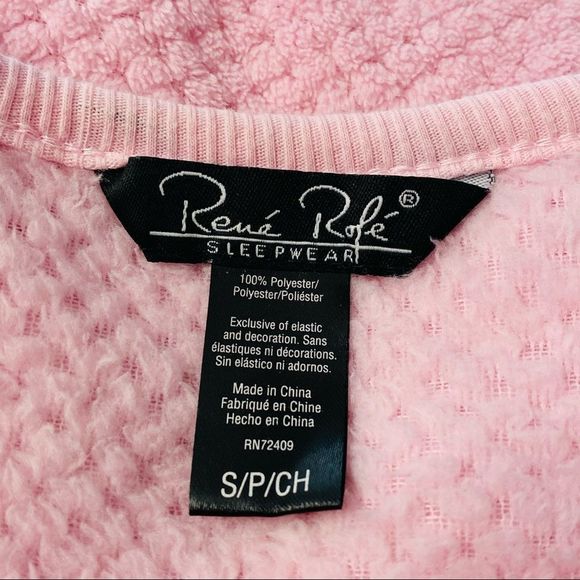 René Rofé ®
SLEEPWEAR
100% Polyester/
Polyester/Poliéster
Exclusive of elastic
and decoration. Sans
élastiques ni décorations.
Sin elástico ni adornos.
Made in China
Fabriqué en Chine
Hecho en China
RN72409
S/P/CH